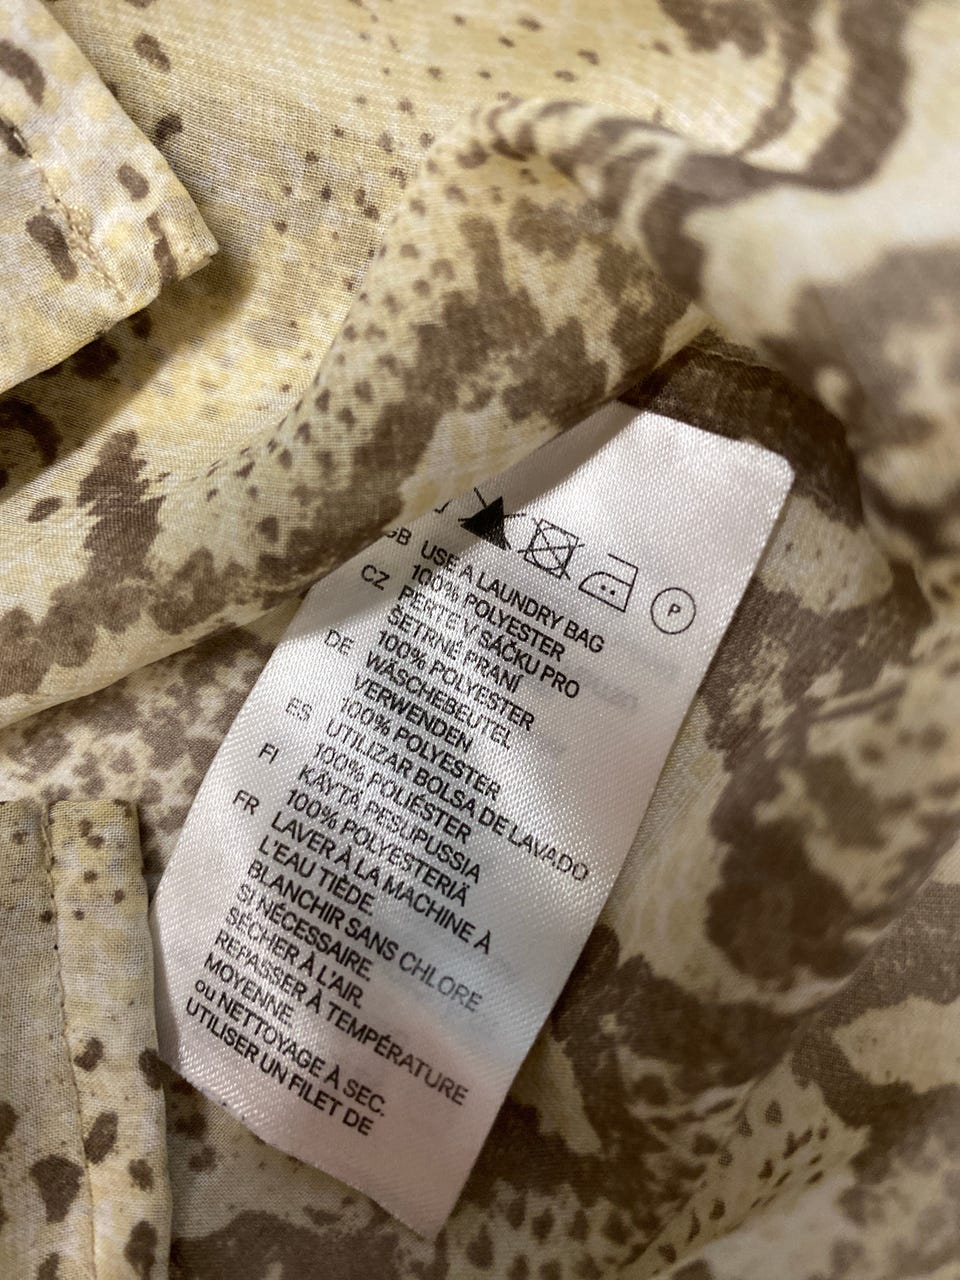 P
GB USE A LAUNDRY BAG
100% POLYESTER
CZ PERTE V SÁČKU PRO
ŠETRNÉ PRANÍ
100% POLYESTER
DE WÄSCHEBEUTEL
VERWENDEN
100% POLYESTER
ES UTILIZAR BOLSA DE LAVADO
100% POLIÉSTER
FI KÄYTÄ PESUPUSSIA
100% POLYESTERIÄ
FR LAVER À LA MACHINE À
L'EAU TIÈDE.
BLANCHIR SANS CHLORE
SI NÉCESSAIRE.
SÉCHER À L'AIR.
REPASSER À TEMPÉRATURE
MOYENNE.
ou NETTOYAGE À SEC.
UTILISER UN FILET DE